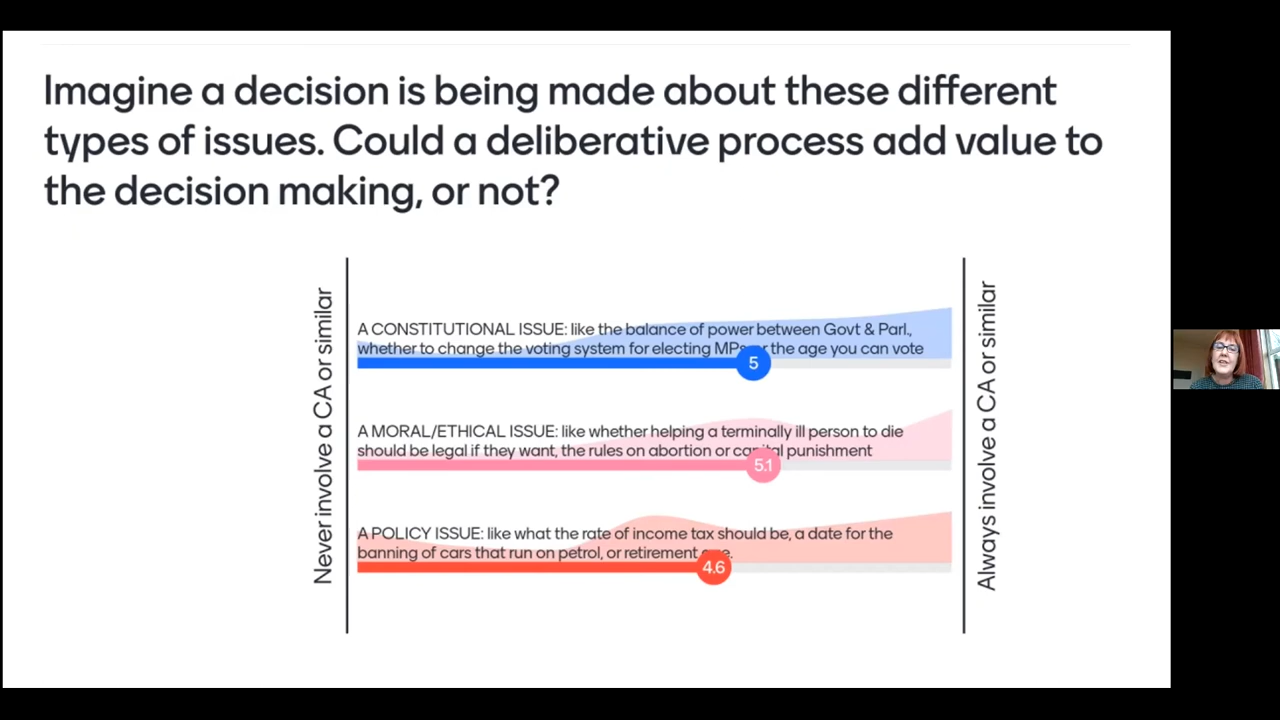 Imagine a decision is being made about these different
types of issues. Could a deliberative process add value to
the decision making, or not?
Never involve a CA or similar
A CONSTITUTIONAL ISSUE: like the balance of power between Govt & Parl.,
whether to change the voting system for electing MPs or the age you can vote
5
A MORAL/ETHICAL ISSUE: like whether helping a terminally ill person to die
should be legal if they want, the rules on abortion or capital punishment
5.1
A POLICY ISSUE: like what the rate of income tax should be, a date for the
banning of cars that run on petrol, or retirement age.
4.6
Always involve a CA or similar